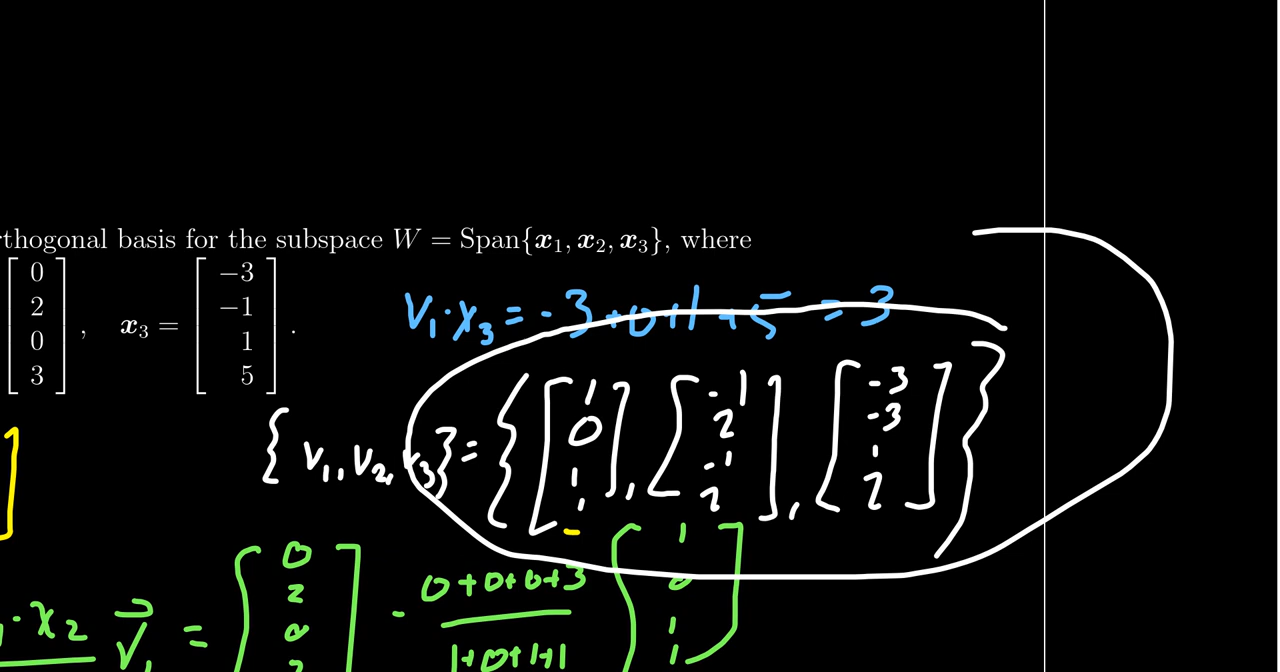 rthogonal basis for the subspace W = Span{x₁, x₂, x₃}, where
[0 2 0 3], x₃ = [−3 −1 1 5].
V₁·x₃ = -3+0+1+5 = 3
{V₁, V₂, V₃} = {[1 0 1 1], [-1 2 -1 2], [-3 -3 1 2]}
]
·x₂ V₁ = [0 2 0 2 - 0+0+0+3 / 1+0+1+1 [1 0 1 1]